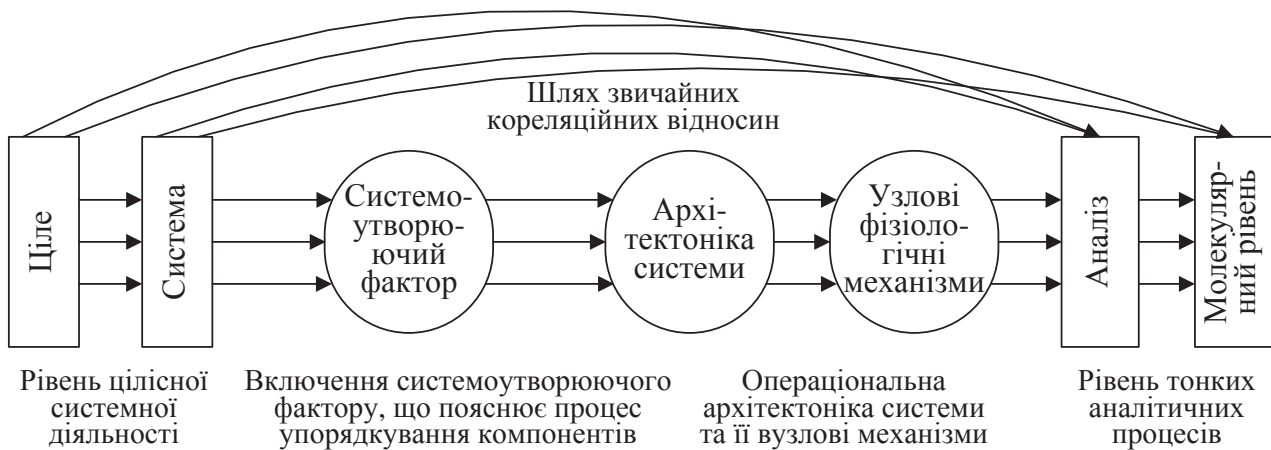 Шлях звичайних
кореляційних відносин
Ціле
Система
Системо-
утворю-
ючий
фактор
Архі-
тектоніка
системи
Узлові
фізіоло-
гічні
механізми
Аналіз
Молекуляр-
ний рівень
Рівень цілісної
системної
діяльності
Включення системоутворюючого
фактору, що пояснює процес
упорядкування компонентів
Операціональна
архітектоніка системи
та її вузлові механізми
Рівень тонких
аналітичних
процесів